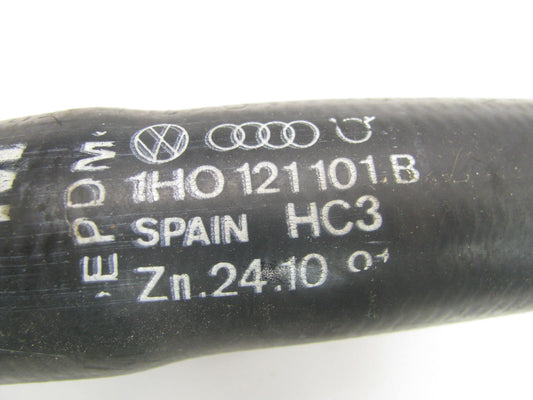 1HO 121 101.B
SPAIN HC3
Zn.24.10
·EPDM·